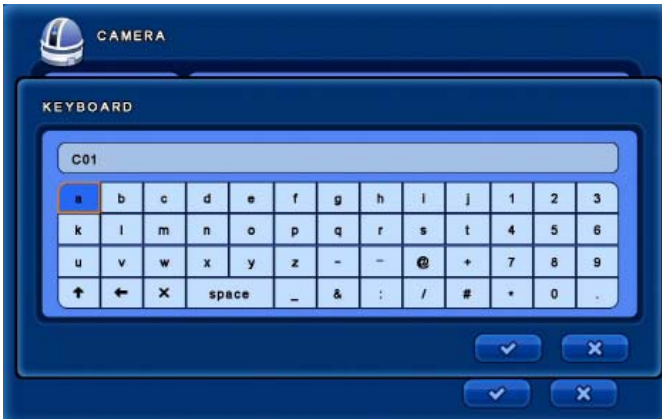 CAMERA
KEYBOARD
C01
a b c d e f g h i j 1 2 3
k l m n o p q r s t 4 5 6
u v w x y z - — @ + 7 8 9
↑ ← × space _ & : / # * 0 .